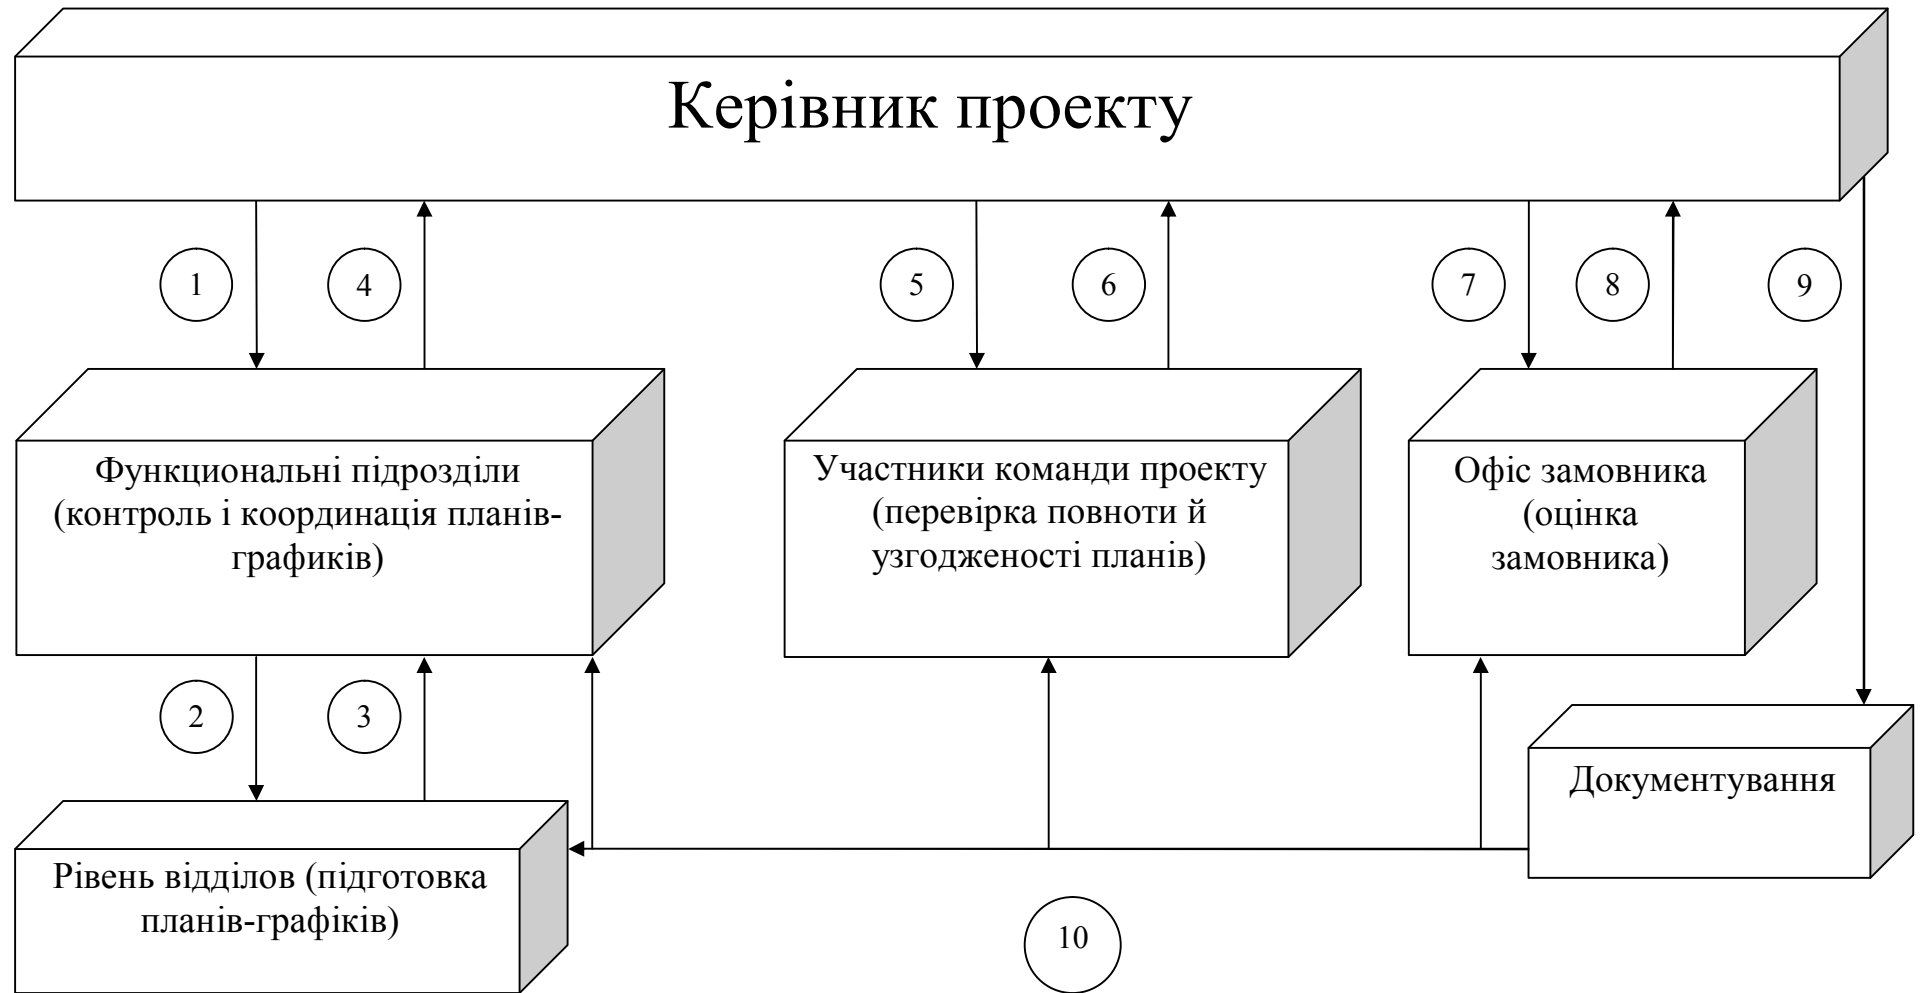 Керівник проекту
1
4
5
6
7
8
9
Функциональні підрозділи
(контроль і координація планів-
графиків)
Участники команди проекту
(перевірка повноти й
узгодженості планів)
Офіс замовника
(оцінка
замовника)
2
3
Документування
Рівень відділов (підготовка
планів-графіків)
10